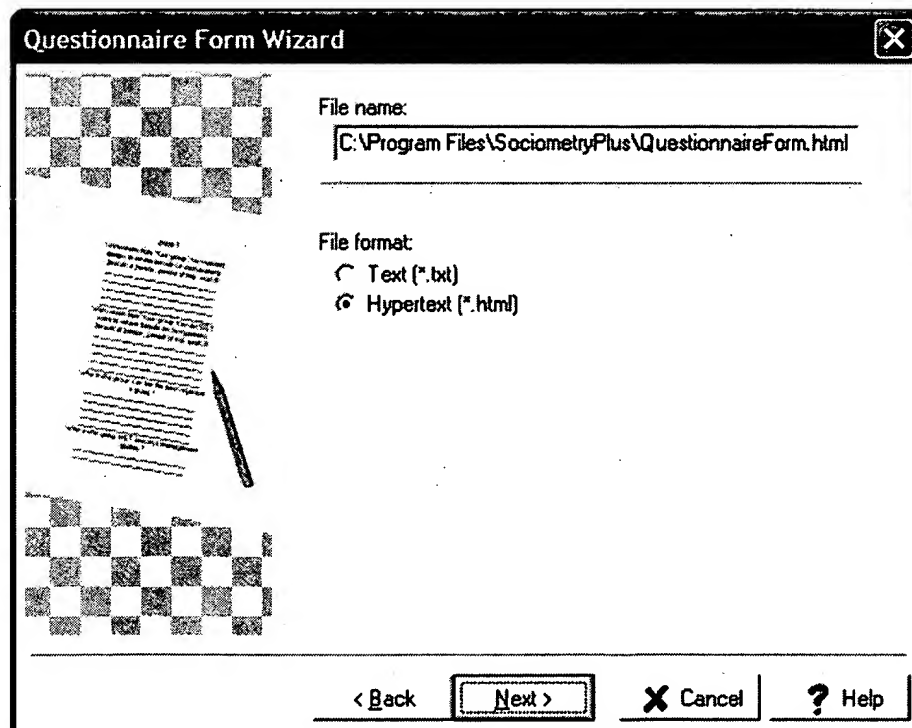 Questionnaire Form Wizard
File name:
C:\Program Files\SociometryPlus\QuestionnaireForm.html
File format:
Text (*.txt)
Hypertext (*.html)
< Back
Next >
Cancel
? Help